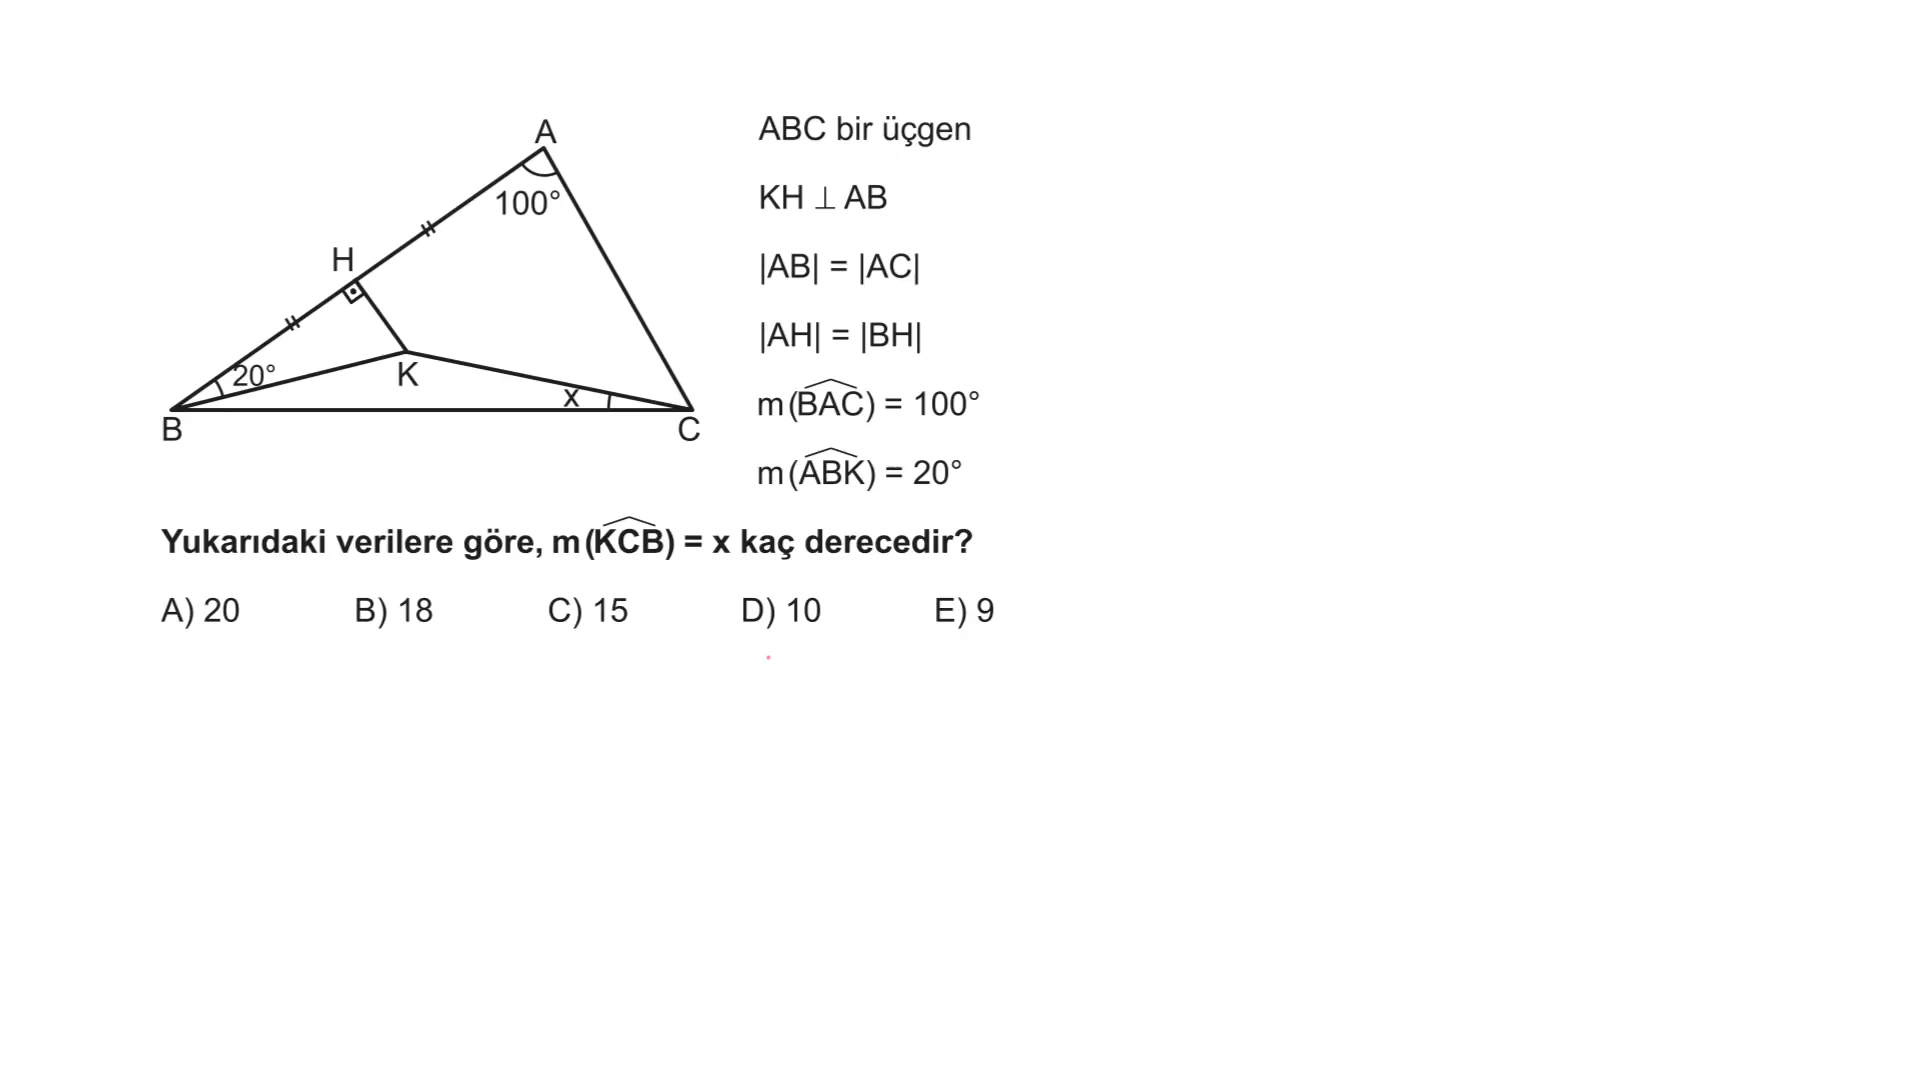 A
100°
H
20°
K
x
B
C
ABC bir üçgen
KH ⊥ AB
|AB| = |AC|
|AH| = |BH|
m(BAC) = 100°
m(ABK) = 20°
Yukarıdaki verilere göre, m(KCB) = x kaç derecedir?
A) 20 B) 18 C) 15 D) 10 E) 9